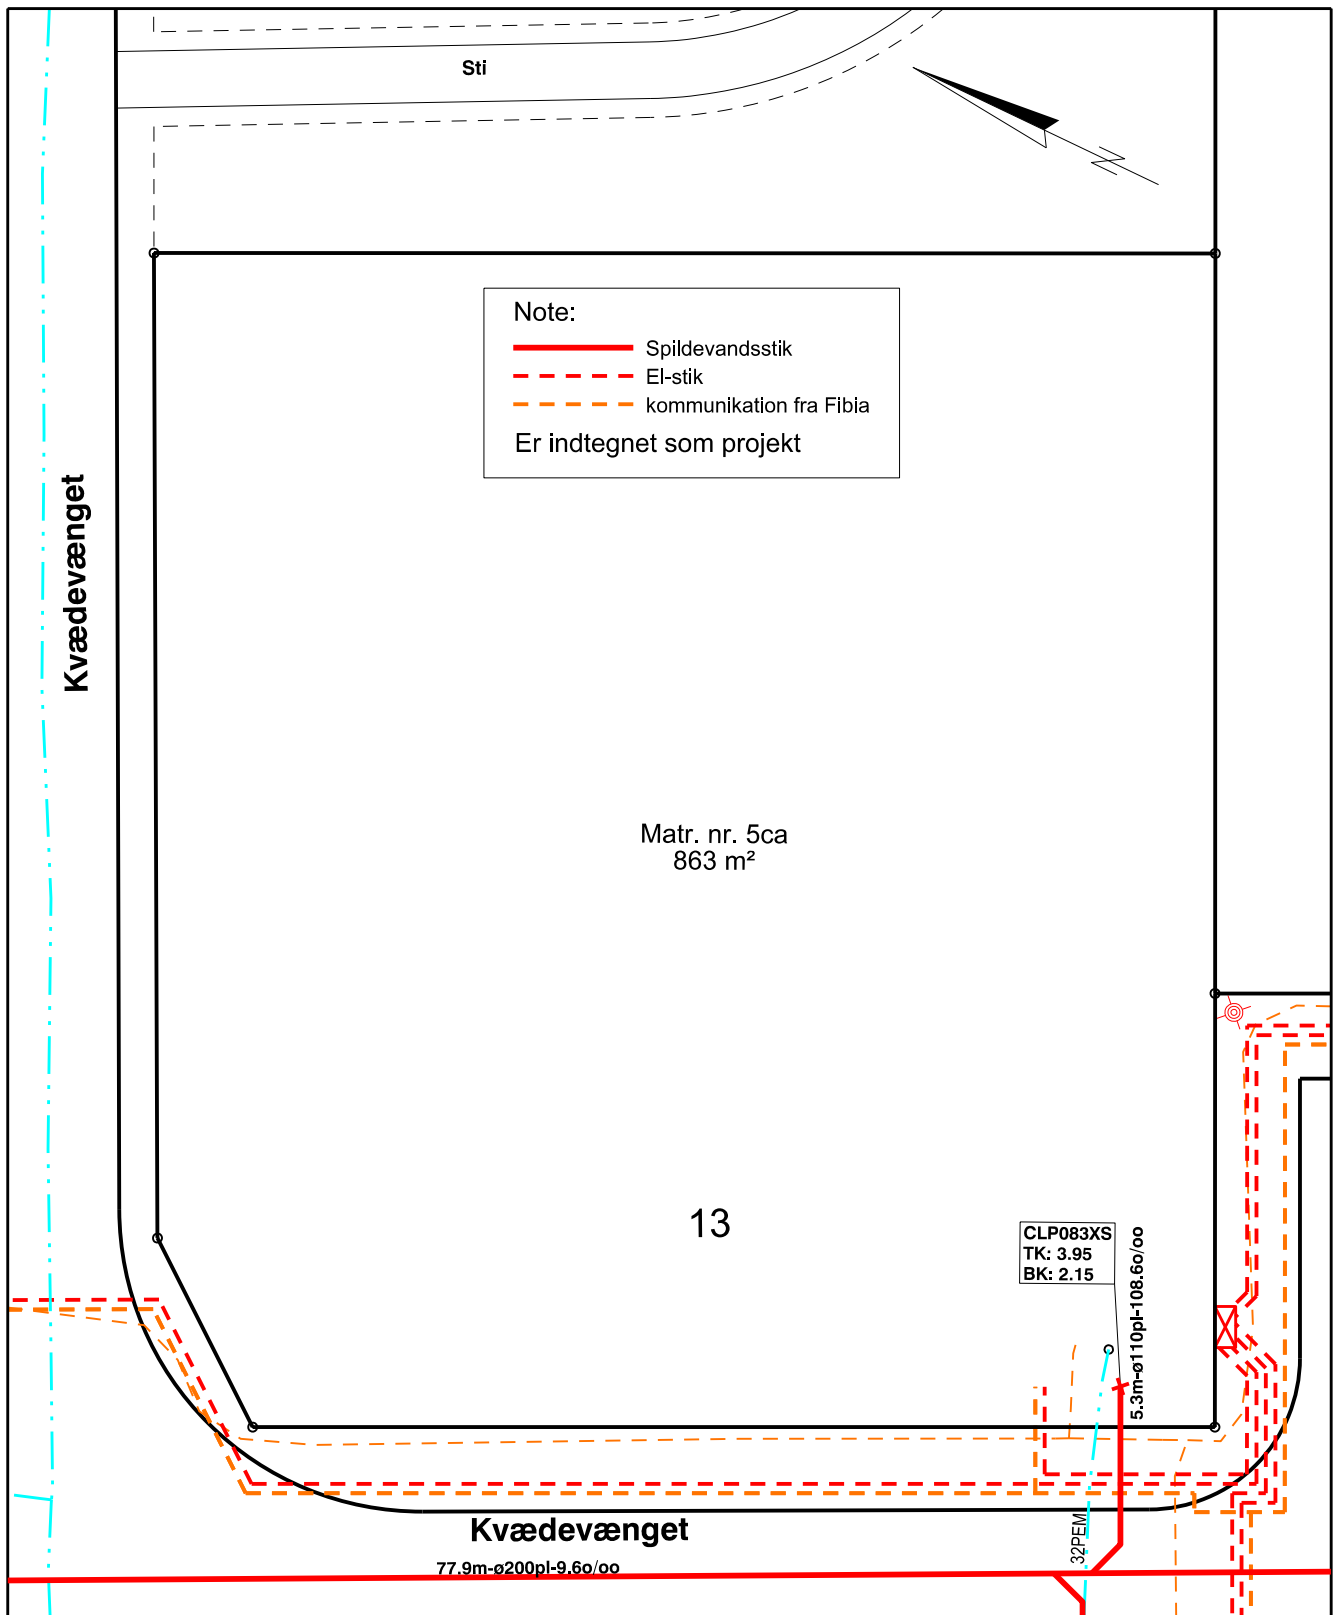 Sti
Note:
Spildevandsstik
El-stik
kommunikation fra Fibia
Er indtegnet som projekt
Kvædevænget
Matr. nr. 5ca
863 m²
13
CLP083XS
TK: 3.95
BK: 2.15
5.3m-ø110pl-108.6o/oo
32PEM
Kvædevænget
77.9m-ø200pl-9.6o/oo